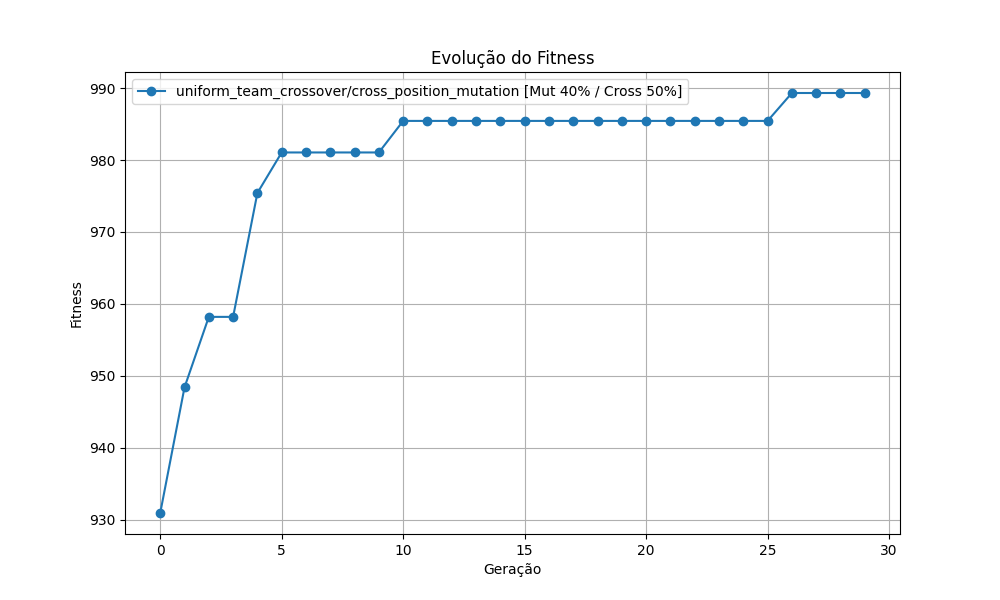 Evolução do Fitness
uniform_team_crossover/cross_position_mutation [Mut 40% / Cross 50%]
990
980
970
960
950
940
930
Fitness
0 5 10 15 20 25 30
Geração